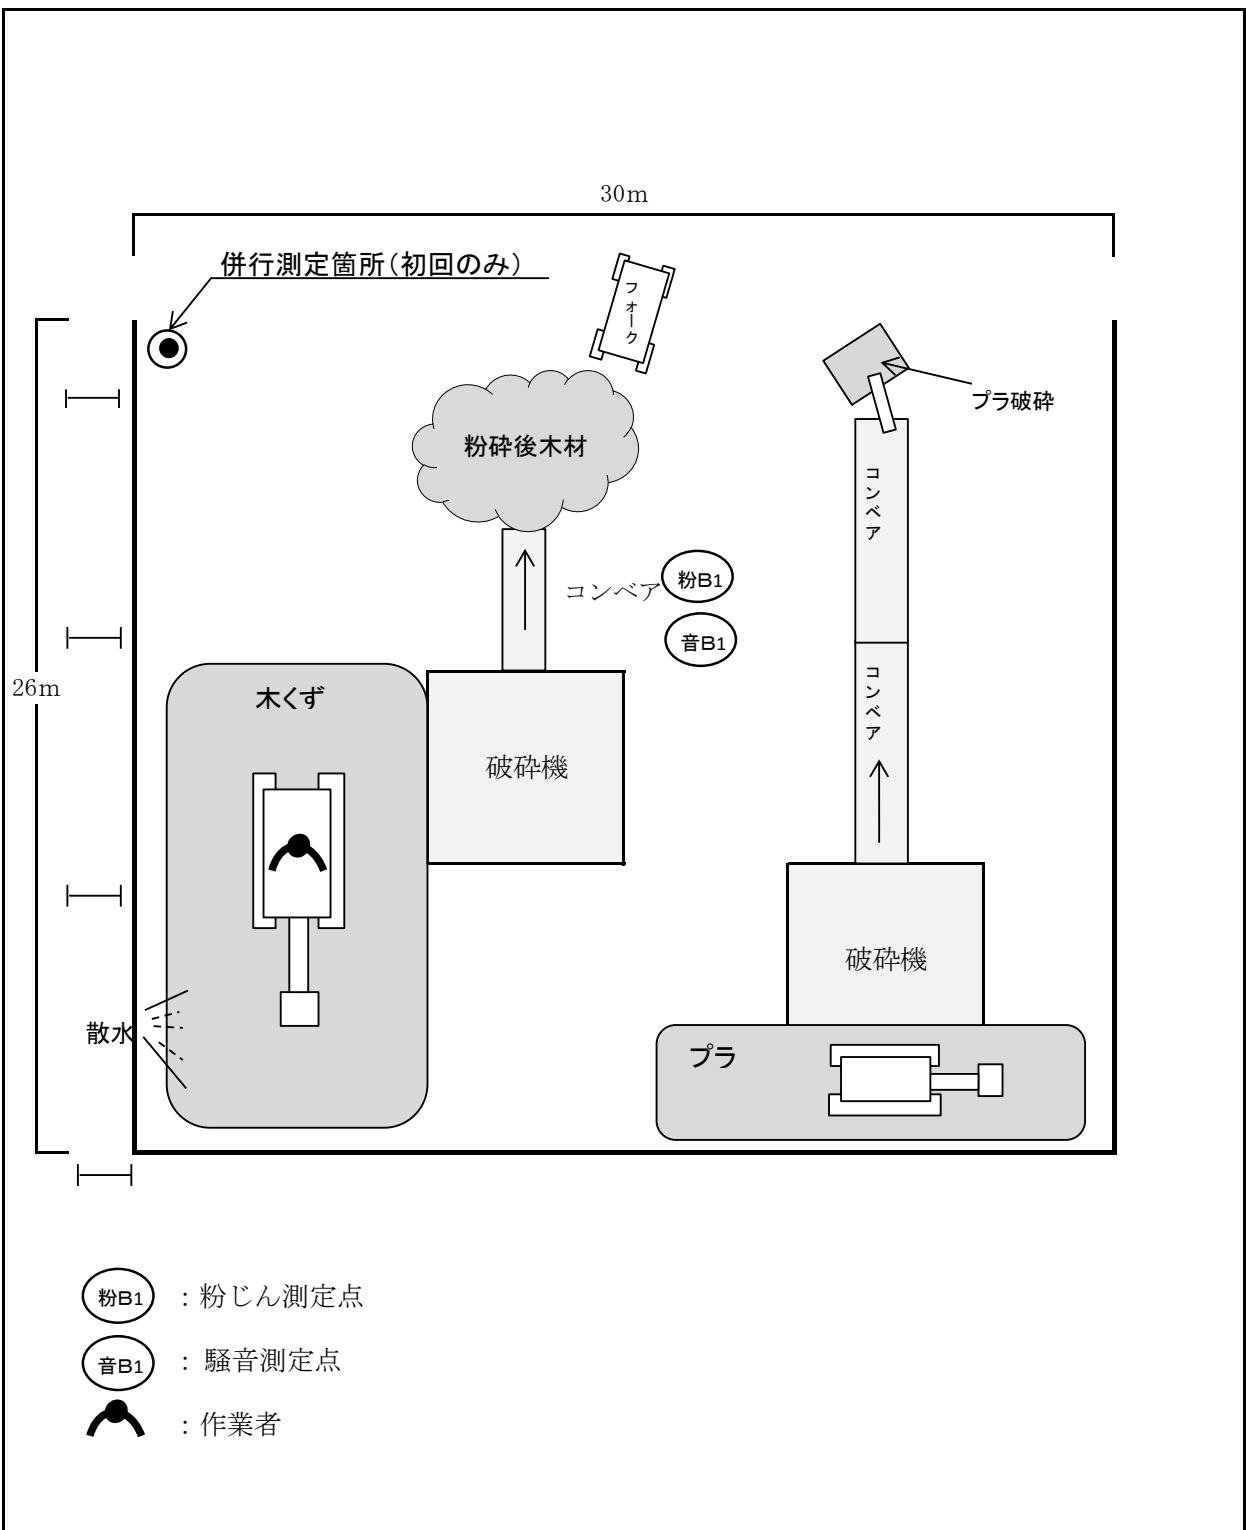 30m
併行測定箇所（初回のみ）
フォーク
プラ破砕
粉砕後木材
コンベア
コンベア
粉B1
音B1
コンベア
26m
木くず
破砕機
破砕機
散水
プラ
粉B1 ：粉じん測定点
音B1 ：騒音測定点
：作業者